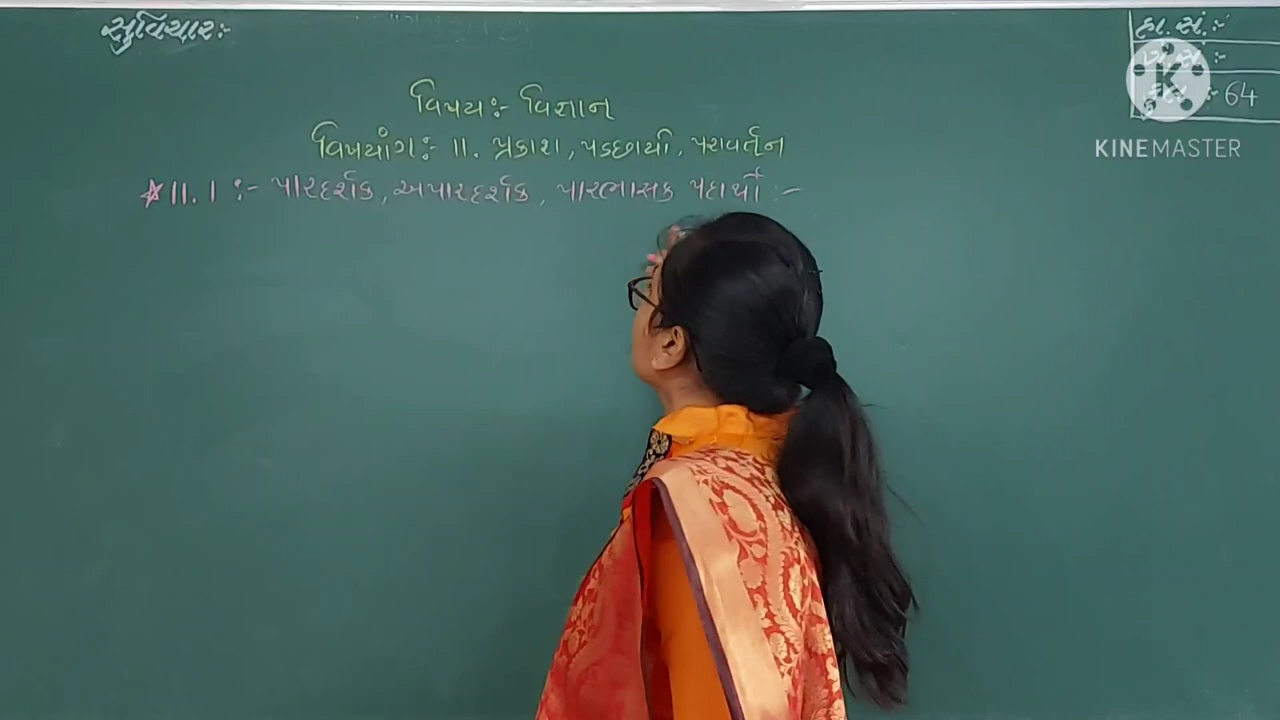 સુવિચાર:-
હા. સં. :-
:-
:- 64
KINEMASTER
વિષય:- વિજ્ઞાન
વિષયાંગ:- 11. પ્રકાશ, પડછાયા, પરાવર્તન
* 11.1 :- પારદર્શક, અપારદર્શક, પારભાસક પદાર્થો :-